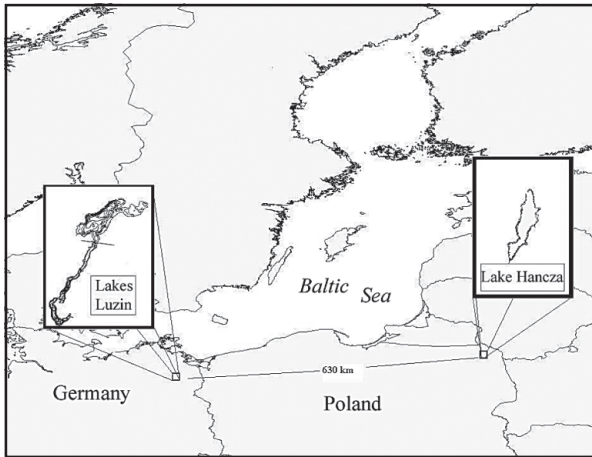 Lakes
Luzin
Lake Hancza
Baltic Sea
630 km
Germany
Poland